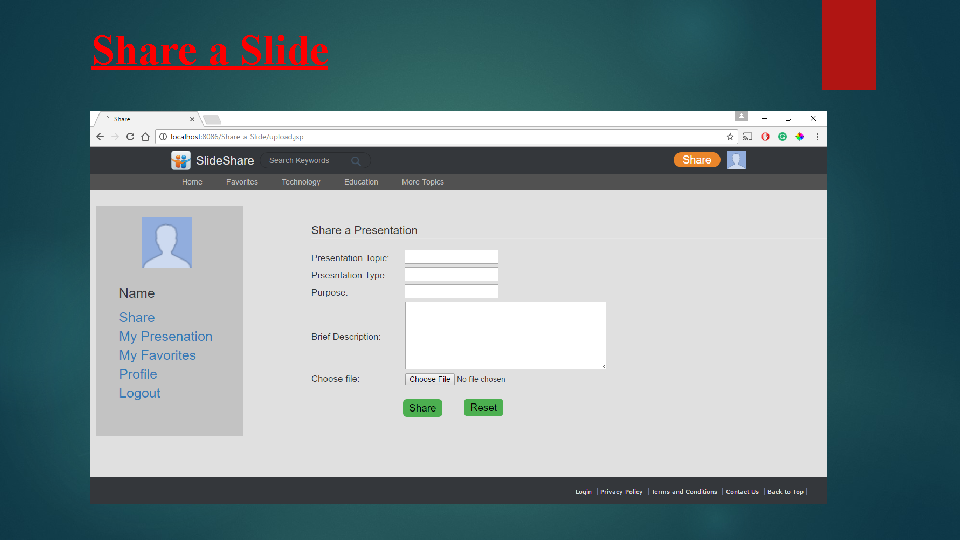 Share a Slide
Share
localhost:8086/Share a Slide/upload.jsp
SlideShare Search Keywords Share
Home Favorites Technology Education More Topics
Share a Presentation
Presentation Topic:
Presentation Type:
Purpose:
Brief Description:
Choose file: Choose File No file chosen
Share Reset
Name
Share
My Presenation
My Favorites
Profile
Logout
Login | Privacy Policy | Terms and Conditions | Contact Us | Back to Top |